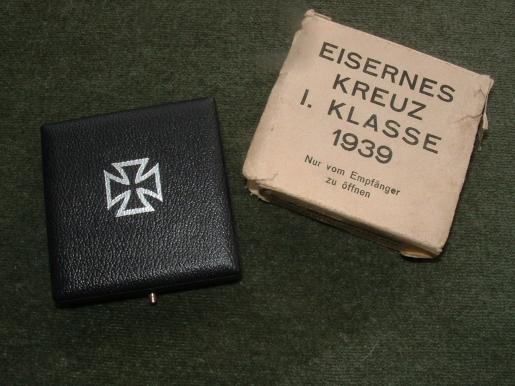 EISERNES
KREUZ
I. KLASSE
1939
Nur vom Empfänger
zu öffnen